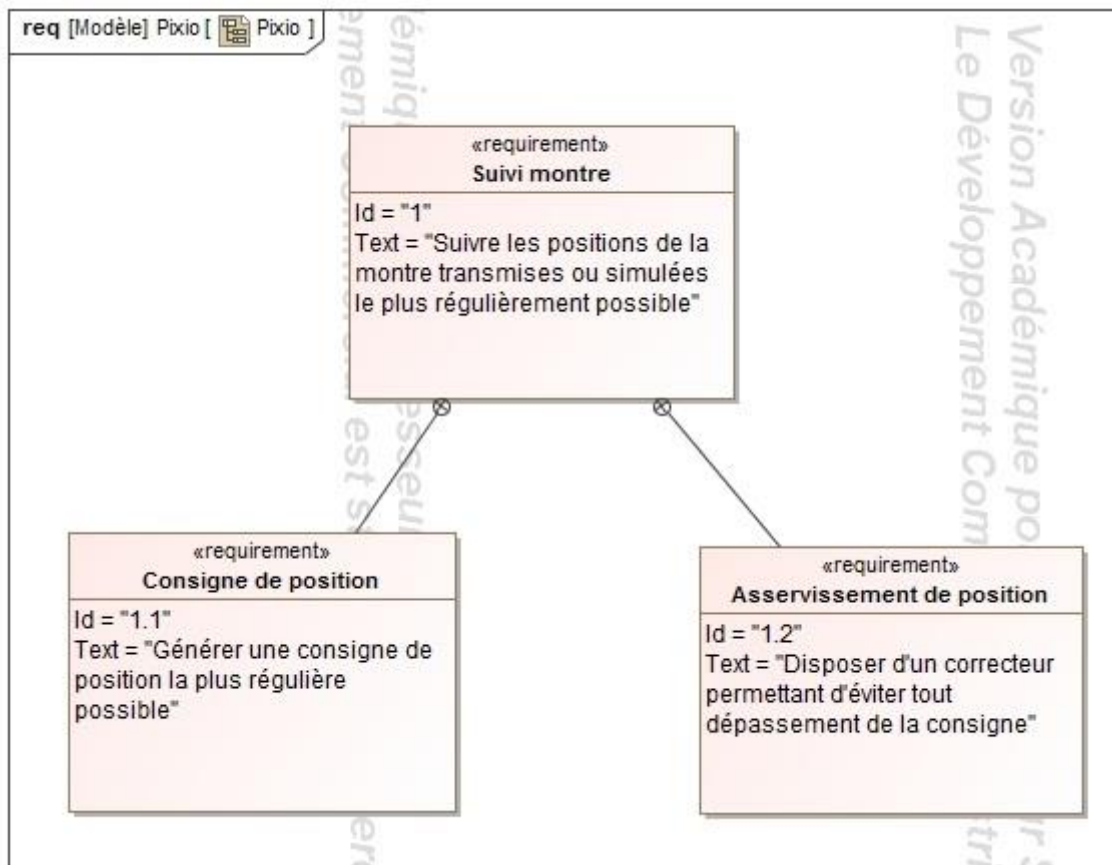 req [Modèle] Pixio [ Pixio ]
«requirement»
Suivi montre
Id = "1"
Text = "Suivre les positions de la
montre transmises ou simulées
le plus régulièrement possible"
«requirement»
Consigne de position
Id = "1.1"
Text = "Générer une consigne de
position la plus régulière
possible"
«requirement»
Asservissement de position
Id = "1.2"
Text = "Disposer d'un correcteur
permettant d'éviter tout
dépassement de la consigne"
Version Académique
Le Développement
est